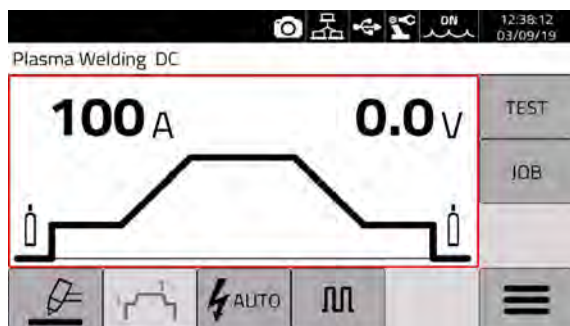 ON
12:38:12
03/09/19
Plasma Welding DC
100 A
0.0 V
TEST
JOB
AUTO